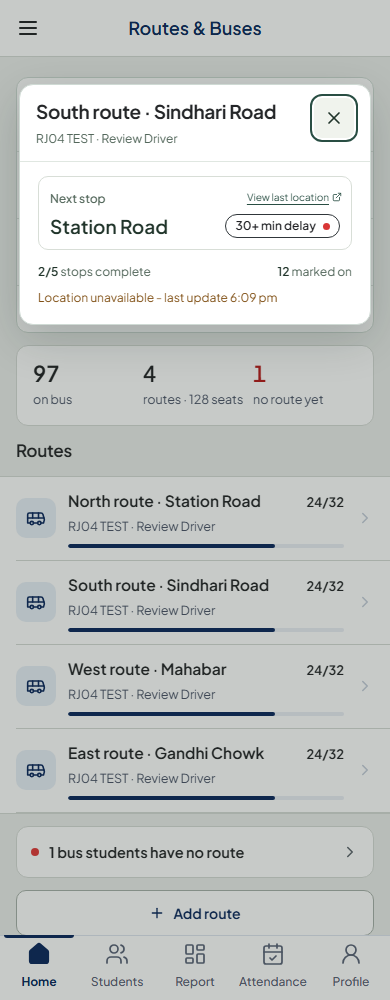 Routes & Buses
South route · Sindhari Road
RJ04 TEST · Review Driver
Next stop
View last location
Station Road
30+ min delay
2/5 stops complete
12 marked on
Location unavailable – last update 6:09 pm
97
4
1
on bus
routes · 128 seats
no route yet
Routes
North route · Station Road
24/32
RJ04 TEST · Review Driver
South route · Sindhari Road
24/32
RJ04 TEST · Review Driver
West route · Mahabar
24/32
RJ04 TEST · Review Driver
East route · Gandhi Chowk
24/32
RJ04 TEST · Review Driver
1 bus students have no route
+ Add route
Home
Students
Report
Attendance
Profile